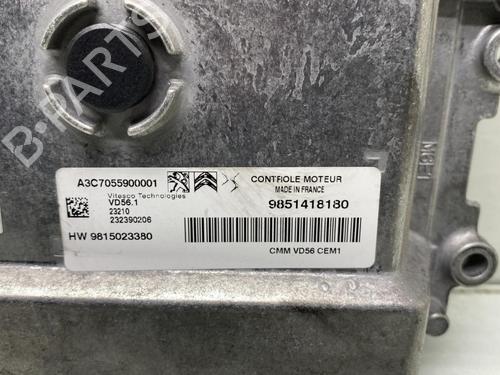 A3C7055900001
Vitesco Technologies
VD56.1
23210
232390206
HW 9815023380
CONTROLE MOTEUR
MADE IN FRANCE
9851418180
CMM VD56 CEM1
B-Parts